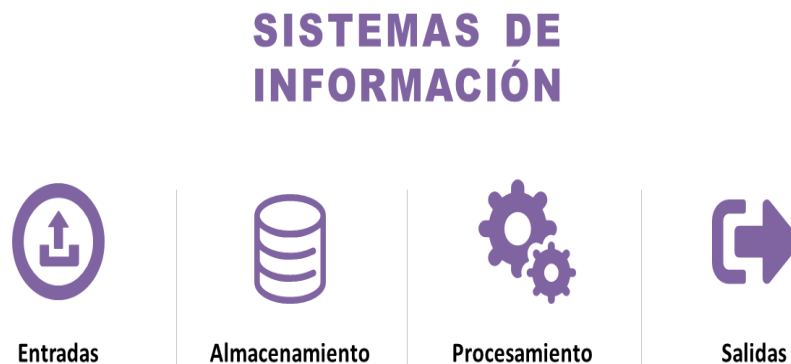 SISTEMAS DE
INFORMACIÓN
Entradas
Almacenamiento
Procesamiento
Salidas